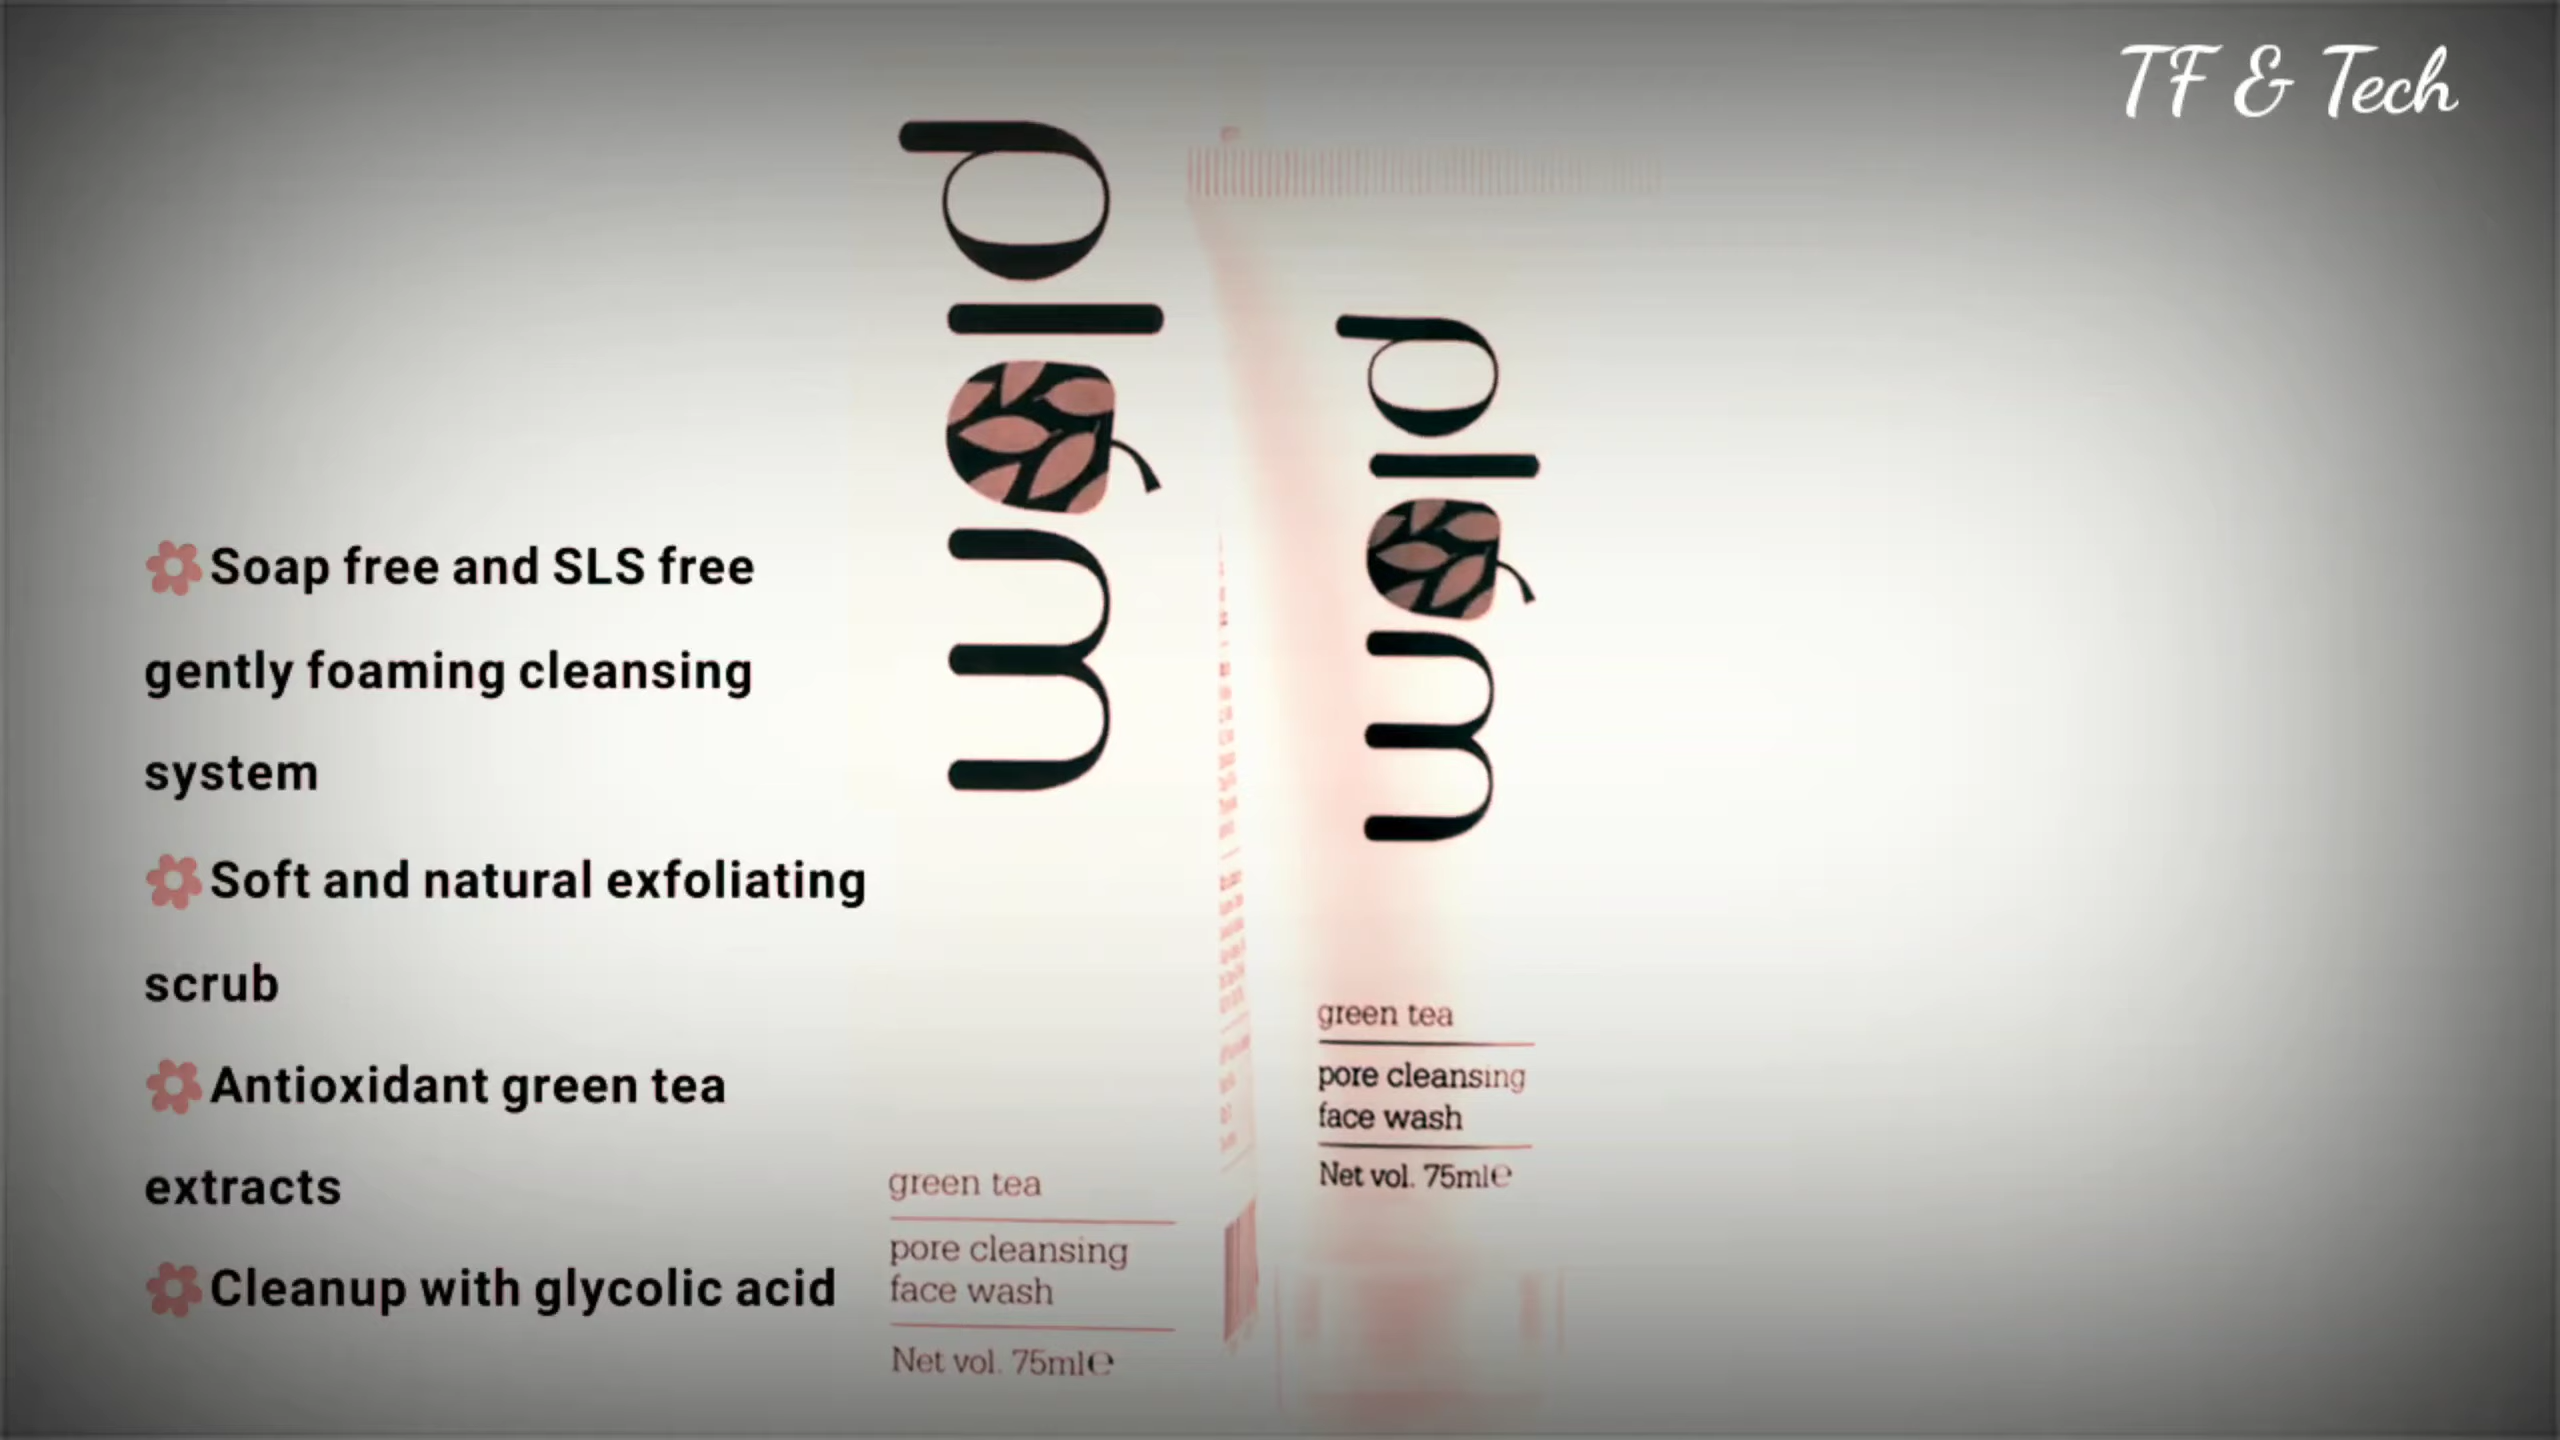 TF & Tech
Soap free and SLS free
gently foaming cleansing
system
Soft and natural exfoliating
scrub
Antioxidant green tea
extracts
Cleanup with glycolic acid
plum
green tea
pore cleansing
face wash
Net vol. 75ml℮
plum
green tea
pore cleansing
face wash
Net vol. 75ml℮